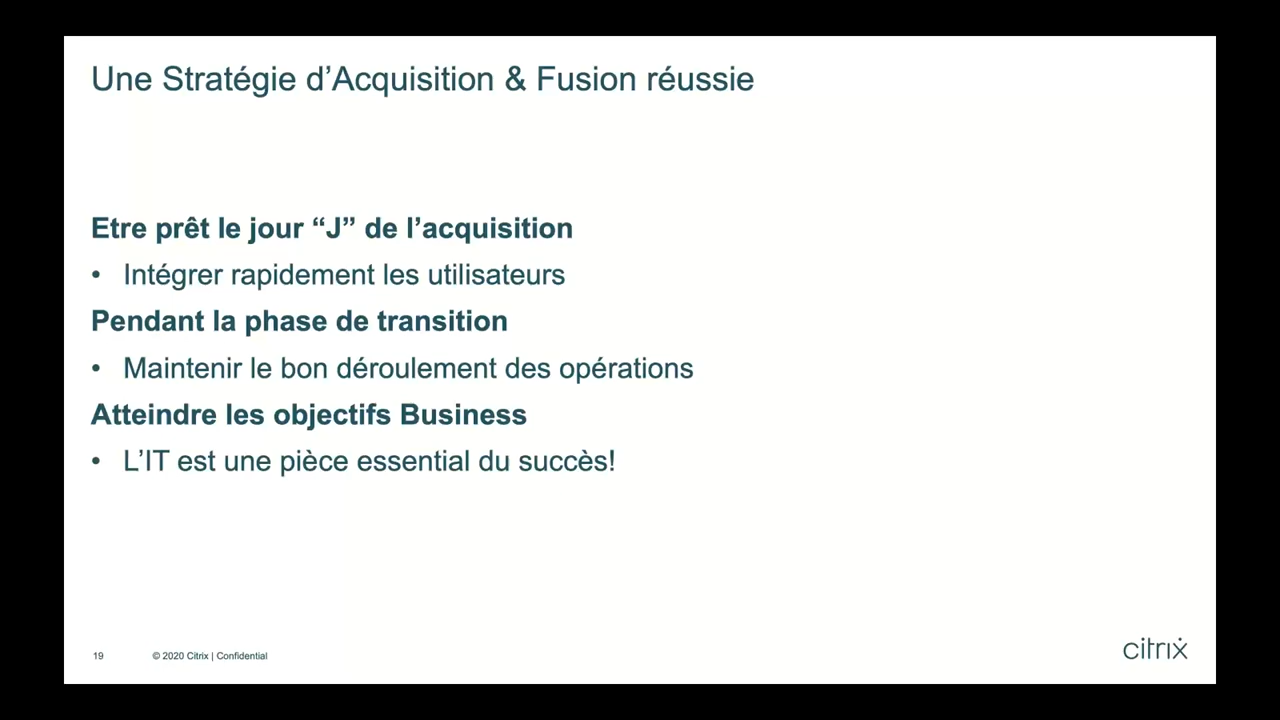 Une Stratégie d’Acquisition & Fusion réussie
Etre prêt le jour “J” de l’acquisition
• Intégrer rapidement les utilisateurs
Pendant la phase de transition
• Maintenir le bon déroulement des opérations
Atteindre les objectifs Business
• L’IT est une pièce essential du succès!
19 © 2020 Citrix | Confidential
citrix